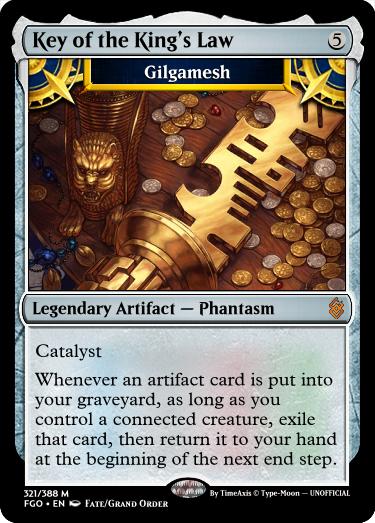 Key of the King's Law 5
Gilgamesh
Legendary Artifact — Phantasm
Catalyst
Whenever an artifact card is put into
your graveyard, as long as you
control a connected creature, exile
that card, then return it to your hand
at the beginning of the next end step.
321/388 M
FGO • EN Fate/Grand Order
By TimeAxis © Type-Moon — UNOFFICIAL